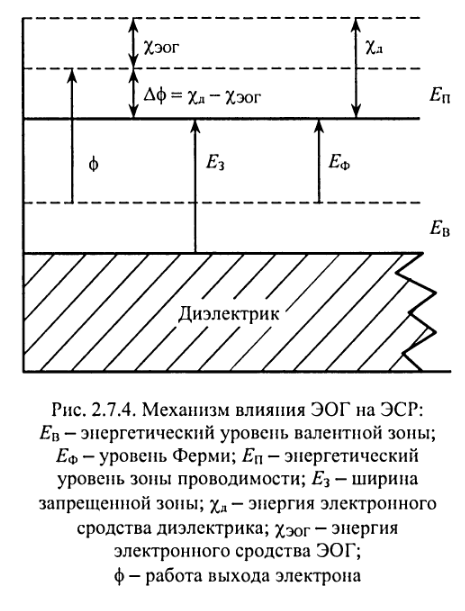 χЭОГ
χд
Δϕ = χд – χЭОГ
EП
ϕ
EЗ
EФ
EВ
Диэлектрик
Рис. 2.7.4. Механизм влияния ЭОГ на ЭСР:
EВ – энергетический уровень валентной зоны;
EФ – уровень Ферми; EП – энергетический
уровень зоны проводимости; EЗ – ширина
запрещенной зоны; χд – энергия электронного
сродства диэлектрика; χЭОГ – энергия
электронного сродства ЭОГ;
ϕ – работа выхода электрона